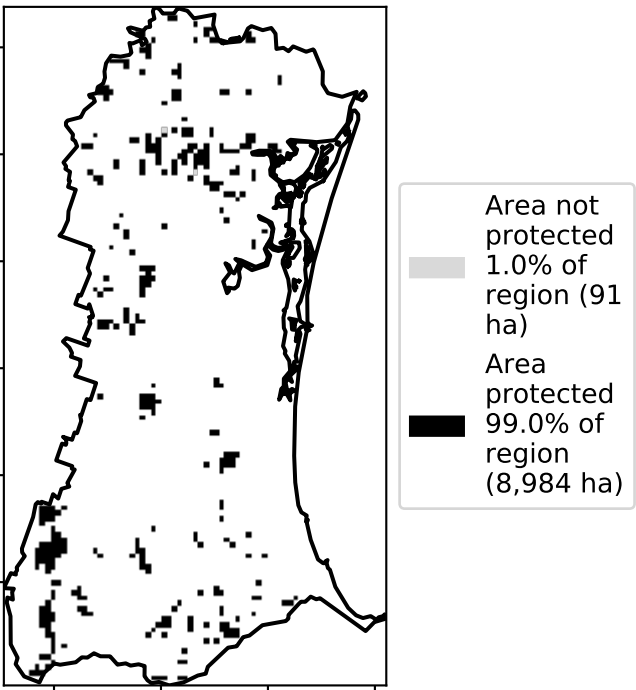 Area not
protected
1.0% of
region (91
ha)
Area
protected
99.0% of
region
(8,984 ha)